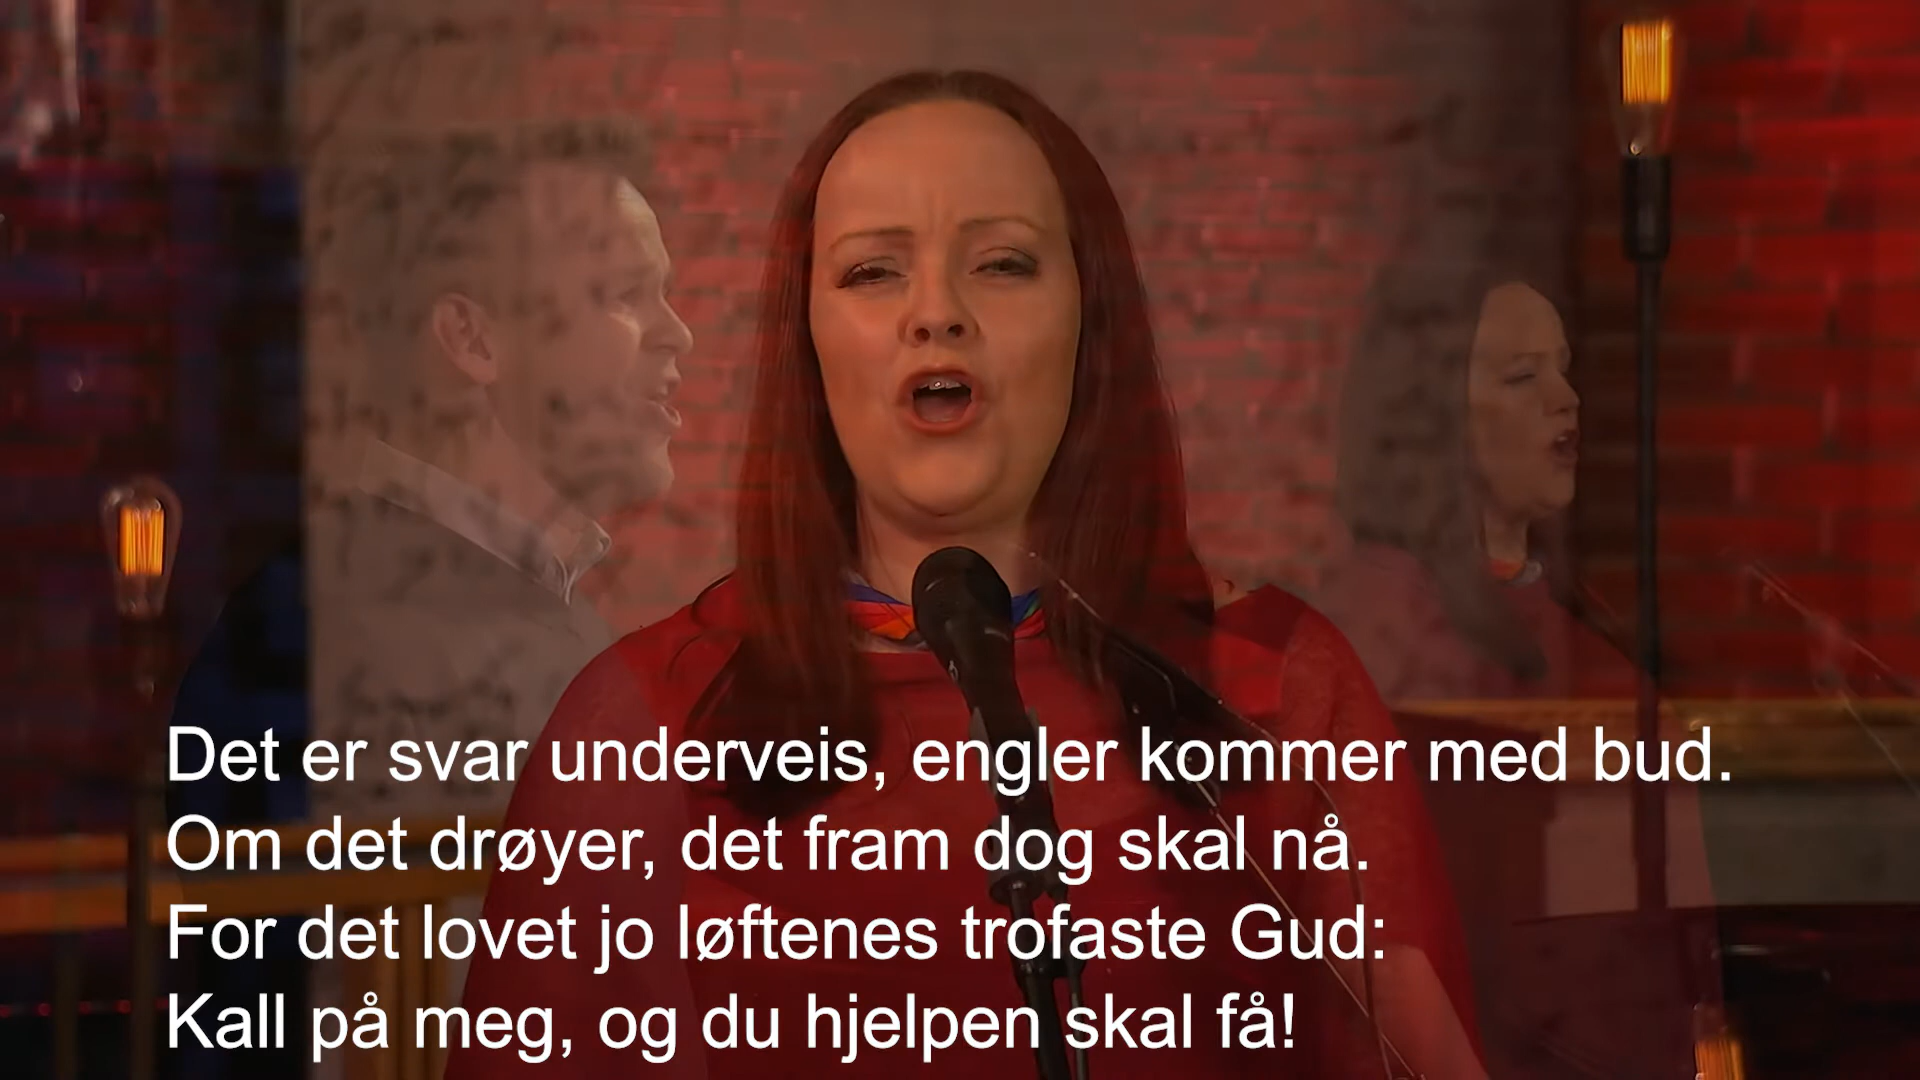 Det er svar underveis, engler kommer med bud.
Om det drøyer, det fram dog skal nå.
For det lovet jo løftenes trofaste Gud:
Kall på meg, og du hjelpen skal få!